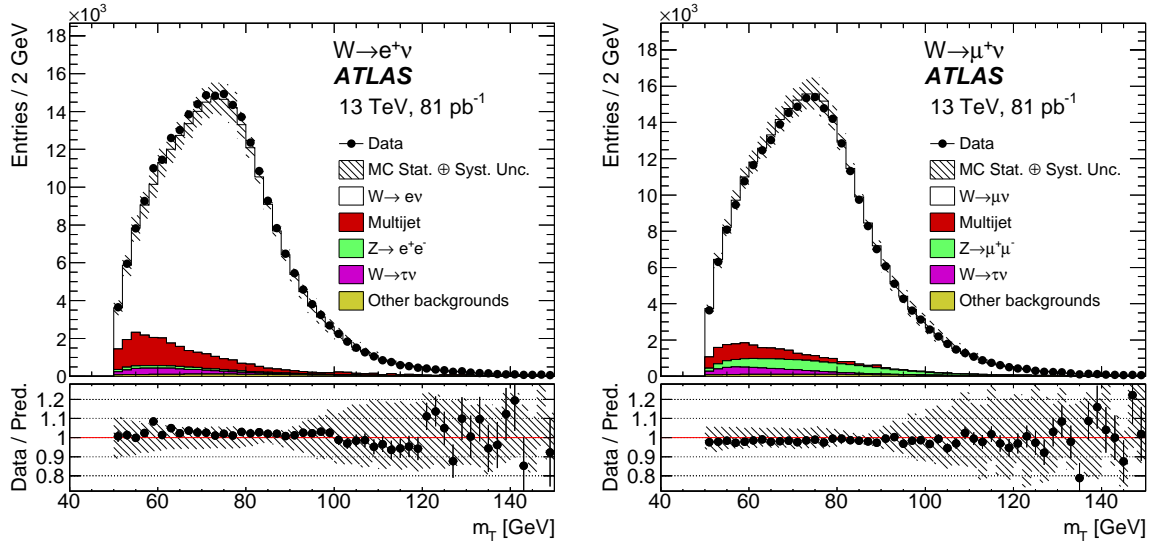 ×10³
Entries / 2 GeV
18
16
14
12
10
8
6
4
2
0
W→e⁺ν
ATLAS
13 TeV, 81 pb⁻¹
Data
MC Stat. ⊕ Syst. Unc.
W→ eν
Multijet
Z→ e⁺e⁻
W→τν
Other backgrounds
Data / Pred.
1.2
1.1
1
0.9
0.8
40 60 80 100 120 140
m_T [GeV]
×10³
Entries / 2 GeV
18
16
14
12
10
8
6
4
2
0
W→μ⁺ν
ATLAS
13 TeV, 81 pb⁻¹
Data
MC Stat. ⊕ Syst. Unc.
W→μν
Multijet
Z→μ⁺μ⁻
W→τν
Other backgrounds
Data / Pred.
1.2
1.1
1
0.9
0.8
40 60 80 100 120 140
m_T [GeV]